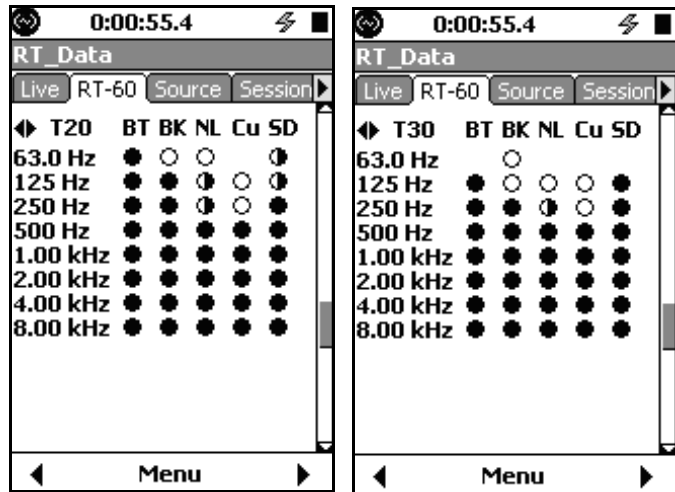 0:00:55.4
RT_Data
Live RT-60 Source Session
T20 BT BK NL Cu SD
63.0 Hz
125 Hz
250 Hz
500 Hz
1.00 kHz
2.00 kHz
4.00 kHz
8.00 kHz
Menu
0:00:55.4
RT_Data
Live RT-60 Source Session
T30 BT BK NL Cu SD
63.0 Hz
125 Hz
250 Hz
500 Hz
1.00 kHz
2.00 kHz
4.00 kHz
8.00 kHz
Menu